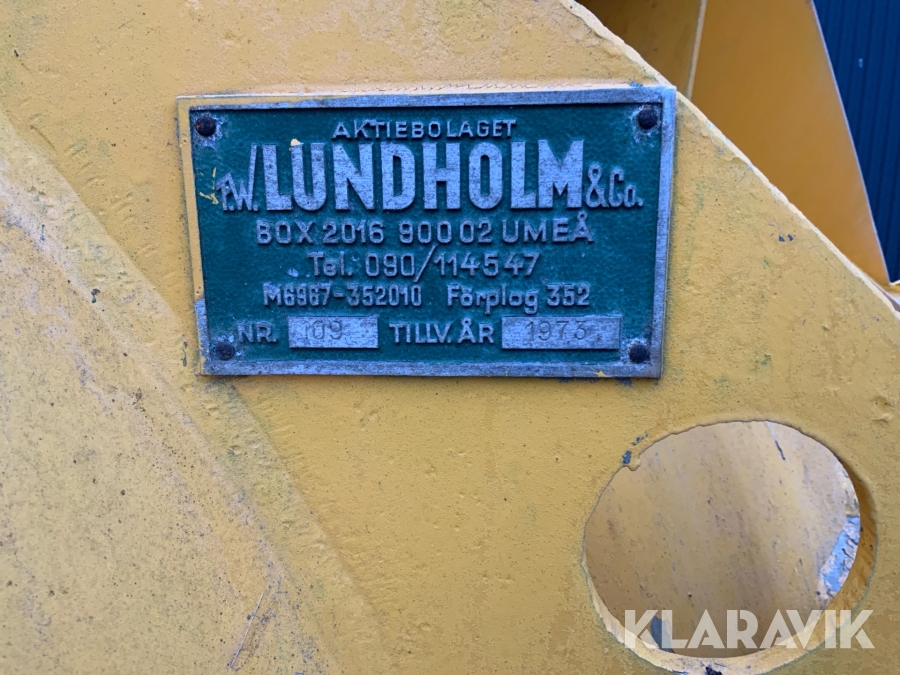 AKTIEBOLAGET
T.W. LUNDHOLM & Co.
BOX 2016 900 02 UMEÅ
Tel. 090/114547
M6967-352010 Förplog 352
NR. 109 TILLV. ÅR 1973
KLARAVIK